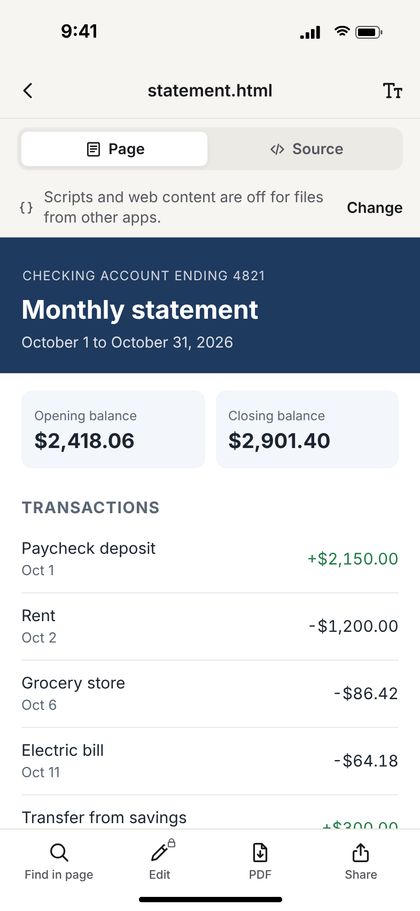 9:41
statement.html
Page
Source
Scripts and web content are off for files
from other apps.
Change
CHECKING ACCOUNT ENDING 4821
Monthly statement
October 1 to October 31, 2026
Opening balance
$2,418.06
Closing balance
$2,901.40
TRANSACTIONS
Paycheck deposit
+$2,150.00
Oct 1
Rent
-$1,200.00
Oct 2
Grocery store
-$86.42
Oct 6
Electric bill
-$64.18
Oct 11
Transfer from savings
+$300.00
Find in page
Edit
PDF
Share